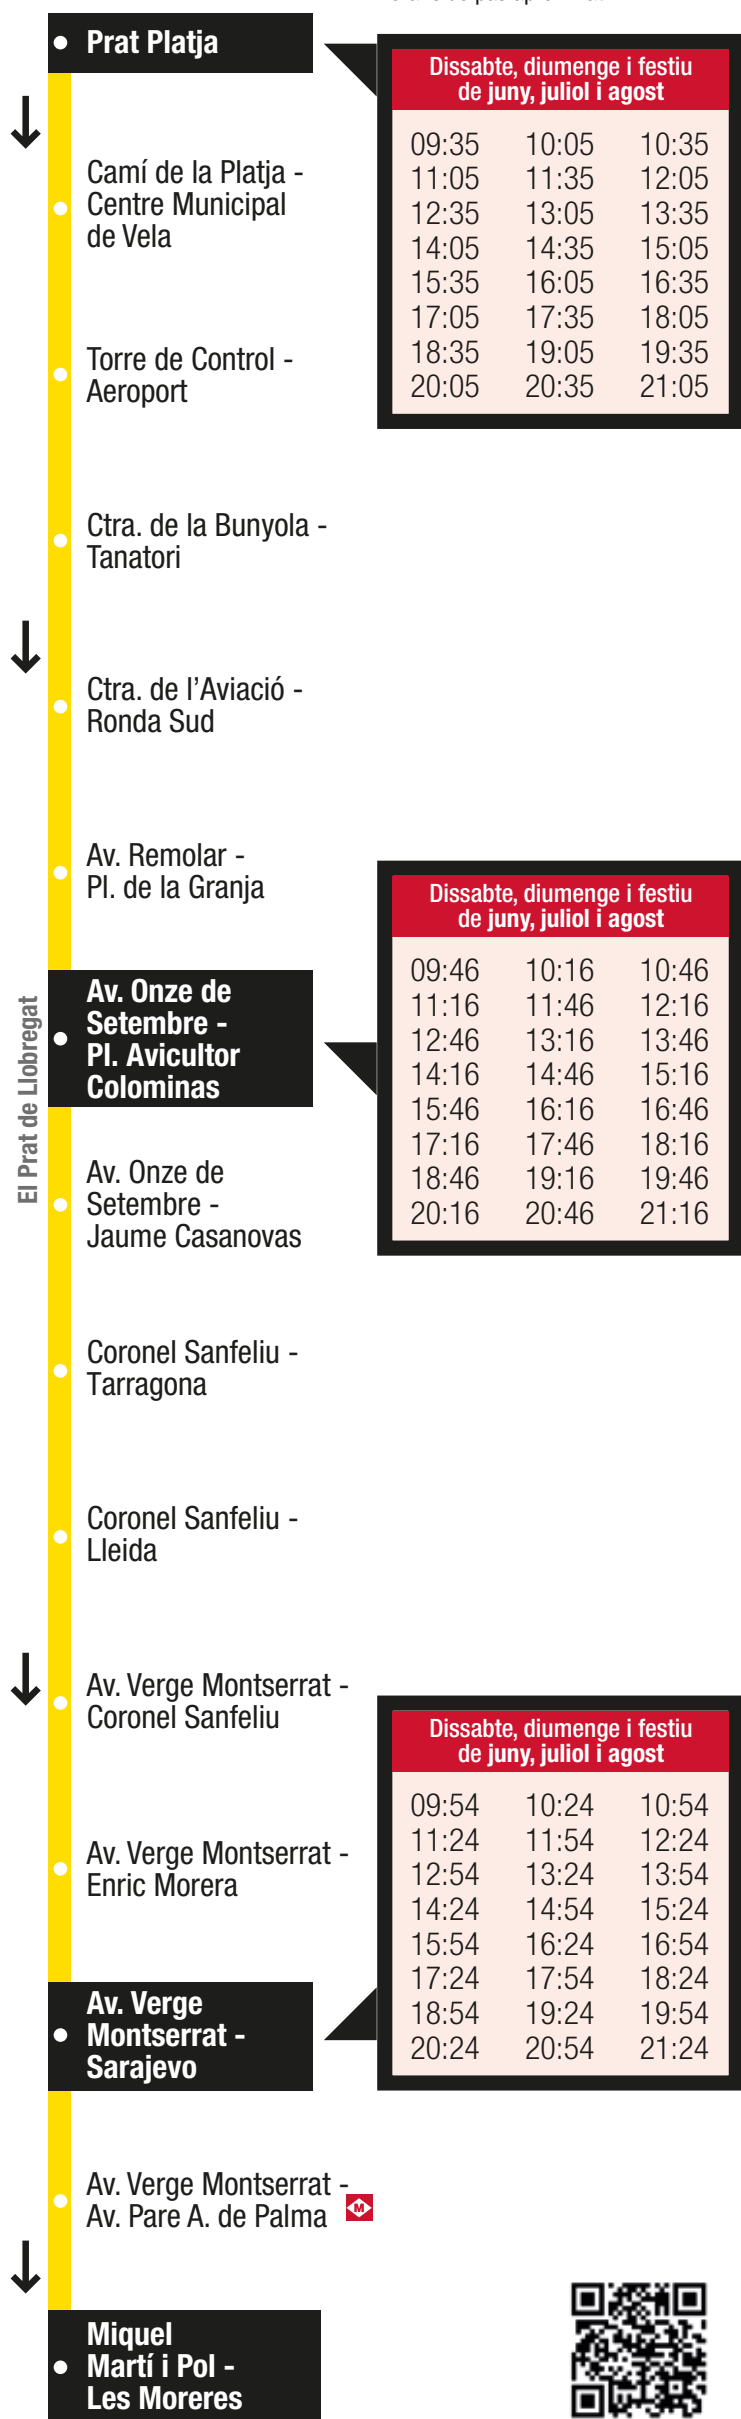 Prat Platja
Dissabte, diumenge i festiu
de juny, juliol i agost
09:35 10:05 10:35
11:05 11:35 12:05
12:35 13:05 13:35
14:05 14:35 15:05
15:35 16:05 16:35
17:05 17:35 18:05
18:35 19:05 19:35
20:05 20:35 21:05
Camí de la Platja -
Centre Municipal
de Vela
Torre de Control -
Aeroport
Ctra. de la Bunyola -
Tanatori
Ctra. de l'Aviació -
Ronda Sud
Av. Remolar -
Pl. de la Granja
El Prat de Llobregat
Av. Onze de
Setembre -
Pl. Avicultor
Colominas
Dissabte, diumenge i festiu
de juny, juliol i agost
09:46 10:16 10:46
11:16 11:46 12:16
12:46 13:16 13:46
14:16 14:46 15:16
15:46 16:16 16:46
17:16 17:46 18:16
18:46 19:16 19:46
20:16 20:46 21:16
Av. Onze de
Setembre -
Jaume Casanovas
Coronel Sanfeliu -
Tarragona
Coronel Sanfeliu -
Lleida
Av. Verge Montserrat -
Coronel Sanfeliu
Av. Verge Montserrat -
Enric Morera
Dissabte, diumenge i festiu
de juny, juliol i agost
09:54 10:24 10:54
11:24 11:54 12:24
12:54 13:24 13:54
14:24 14:54 15:24
15:54 16:24 16:54
17:24 17:54 18:24
18:54 19:24 19:54
20:24 20:54 21:24
Av. Verge
Montserrat -
Sarajevo
Av. Verge Montserrat -
Av. Pare A. de Palma M
Miquel
Martí i Pol -
Les Moreres